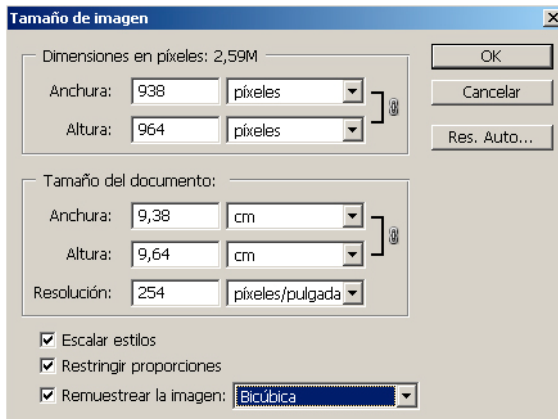 Tamaño de imagen
Dimensiones en píxeles: 2,59M
Anchura: 938 píxeles
Altura: 964 píxeles
OK
Cancelar
Res. Auto...
Tamaño del documento:
Anchura: 9,38 cm
Altura: 9,64 cm
Resolución: 254 píxeles/pulgada
Escalar estilos
Restringir proporciones
Remuestrear la imagen: Bicúbica